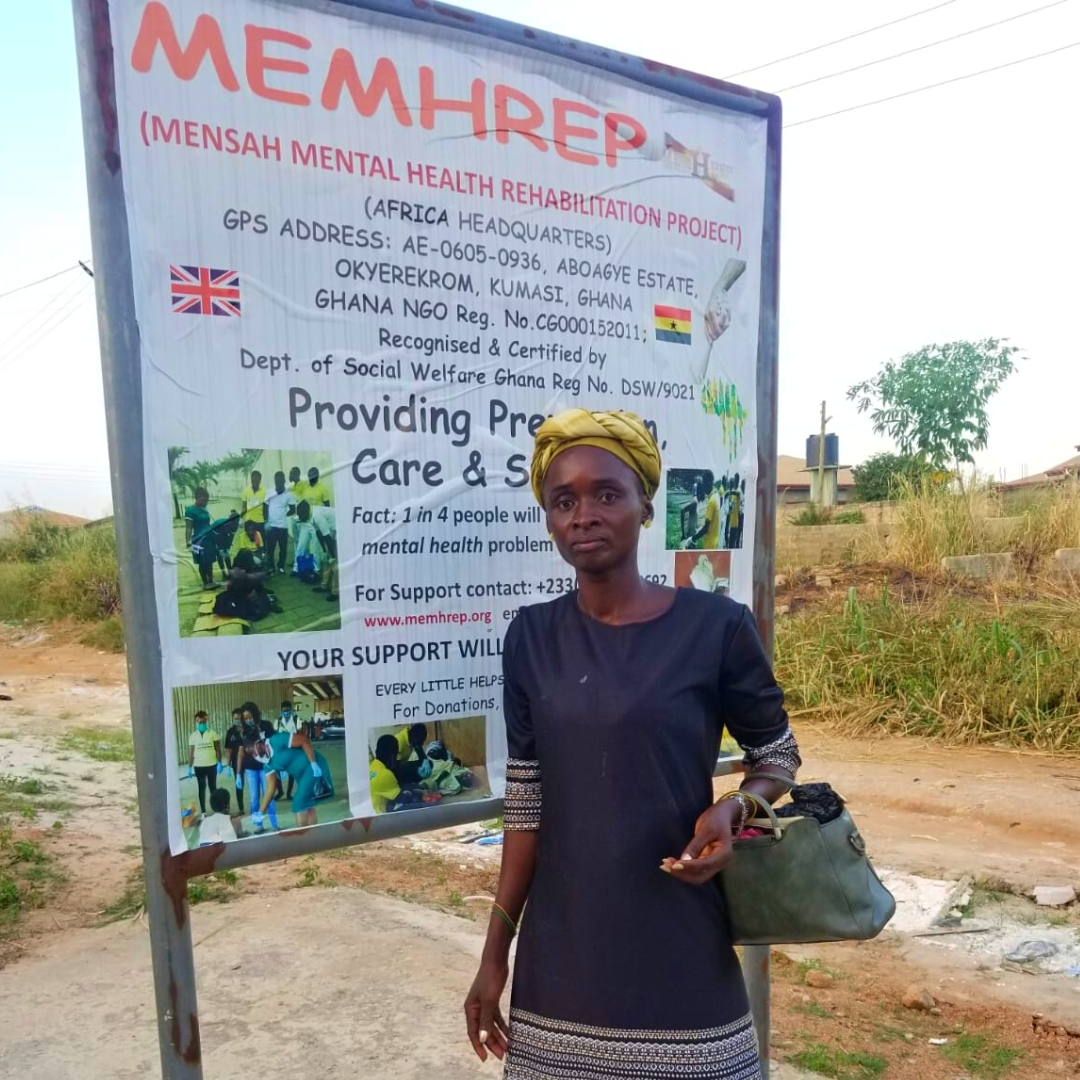 MEMHREP
(MENSAH MENTAL HEALTH REHABILITATION PROJECT)
(AFRICA HEADQUARTERS)
GPS ADDRESS: AE-0605-0936, ABOAGYE ESTATE,
OKYEREKROM, KUMASI, GHANA
GHANA NGO Reg. No.CG000152011;
Recognised & Certified by
Dept. of Social Welfare Ghana Reg No. DSW/9021
Providing
Care &
Fact: 1 in 4 people will
mental health problem
For Support contact:
www.memhrep.org
YOUR SUPPORT WILL
EVERY LITTLE HELPS
For Donations,